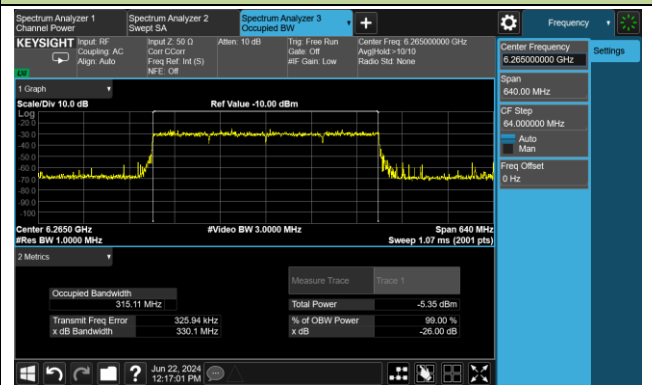 Spectrum Analyzer 1
Channel Power
Spectrum Analyzer 2
Swept SA
Spectrum Analyzer 3
Occupied BW
Frequency
KEYSIGHT
Input: RF
Coupling: AC
Align: Auto
Input Z: 50 Ω
Corr CCorr
Freq Ref: Int (S)
NFE: Off
Atten: 10 dB
Trig: Free Run
Gate: Off
#IF Gain: Low
Center Freq: 6.265000000 GHz
Avg|Hold:>10/10
Radio Std: None
Center Frequency
6.265000000 GHz
Settings
Span
640.00 MHz
CF Step
64.000000 MHz
Auto
Man
Freq Offset
0 Hz
1 Graph
Scale/Div 10.0 dB
Ref Value -10.00 dBm
Log
-20.0
-30.0
-40.0
-50.0
-60.0
-70.0
-80.0
-90.0
-100
Center 6.2650 GHz
#Video BW 3.0000 MHz
Span 640 MHz
#Res BW 1.0000 MHz
Sweep 1.07 ms (2001 pts)
2 Metrics
Measure Trace
Trace 1
Occupied Bandwidth
315.11 MHz
Total Power
-5.35 dBm
Transmit Freq Error
325.94 kHz
% of OBW Power
99.00 %
x dB Bandwidth
330.1 MHz
x dB
-26.00 dB
Jun 22, 2024
12:17:01 PM